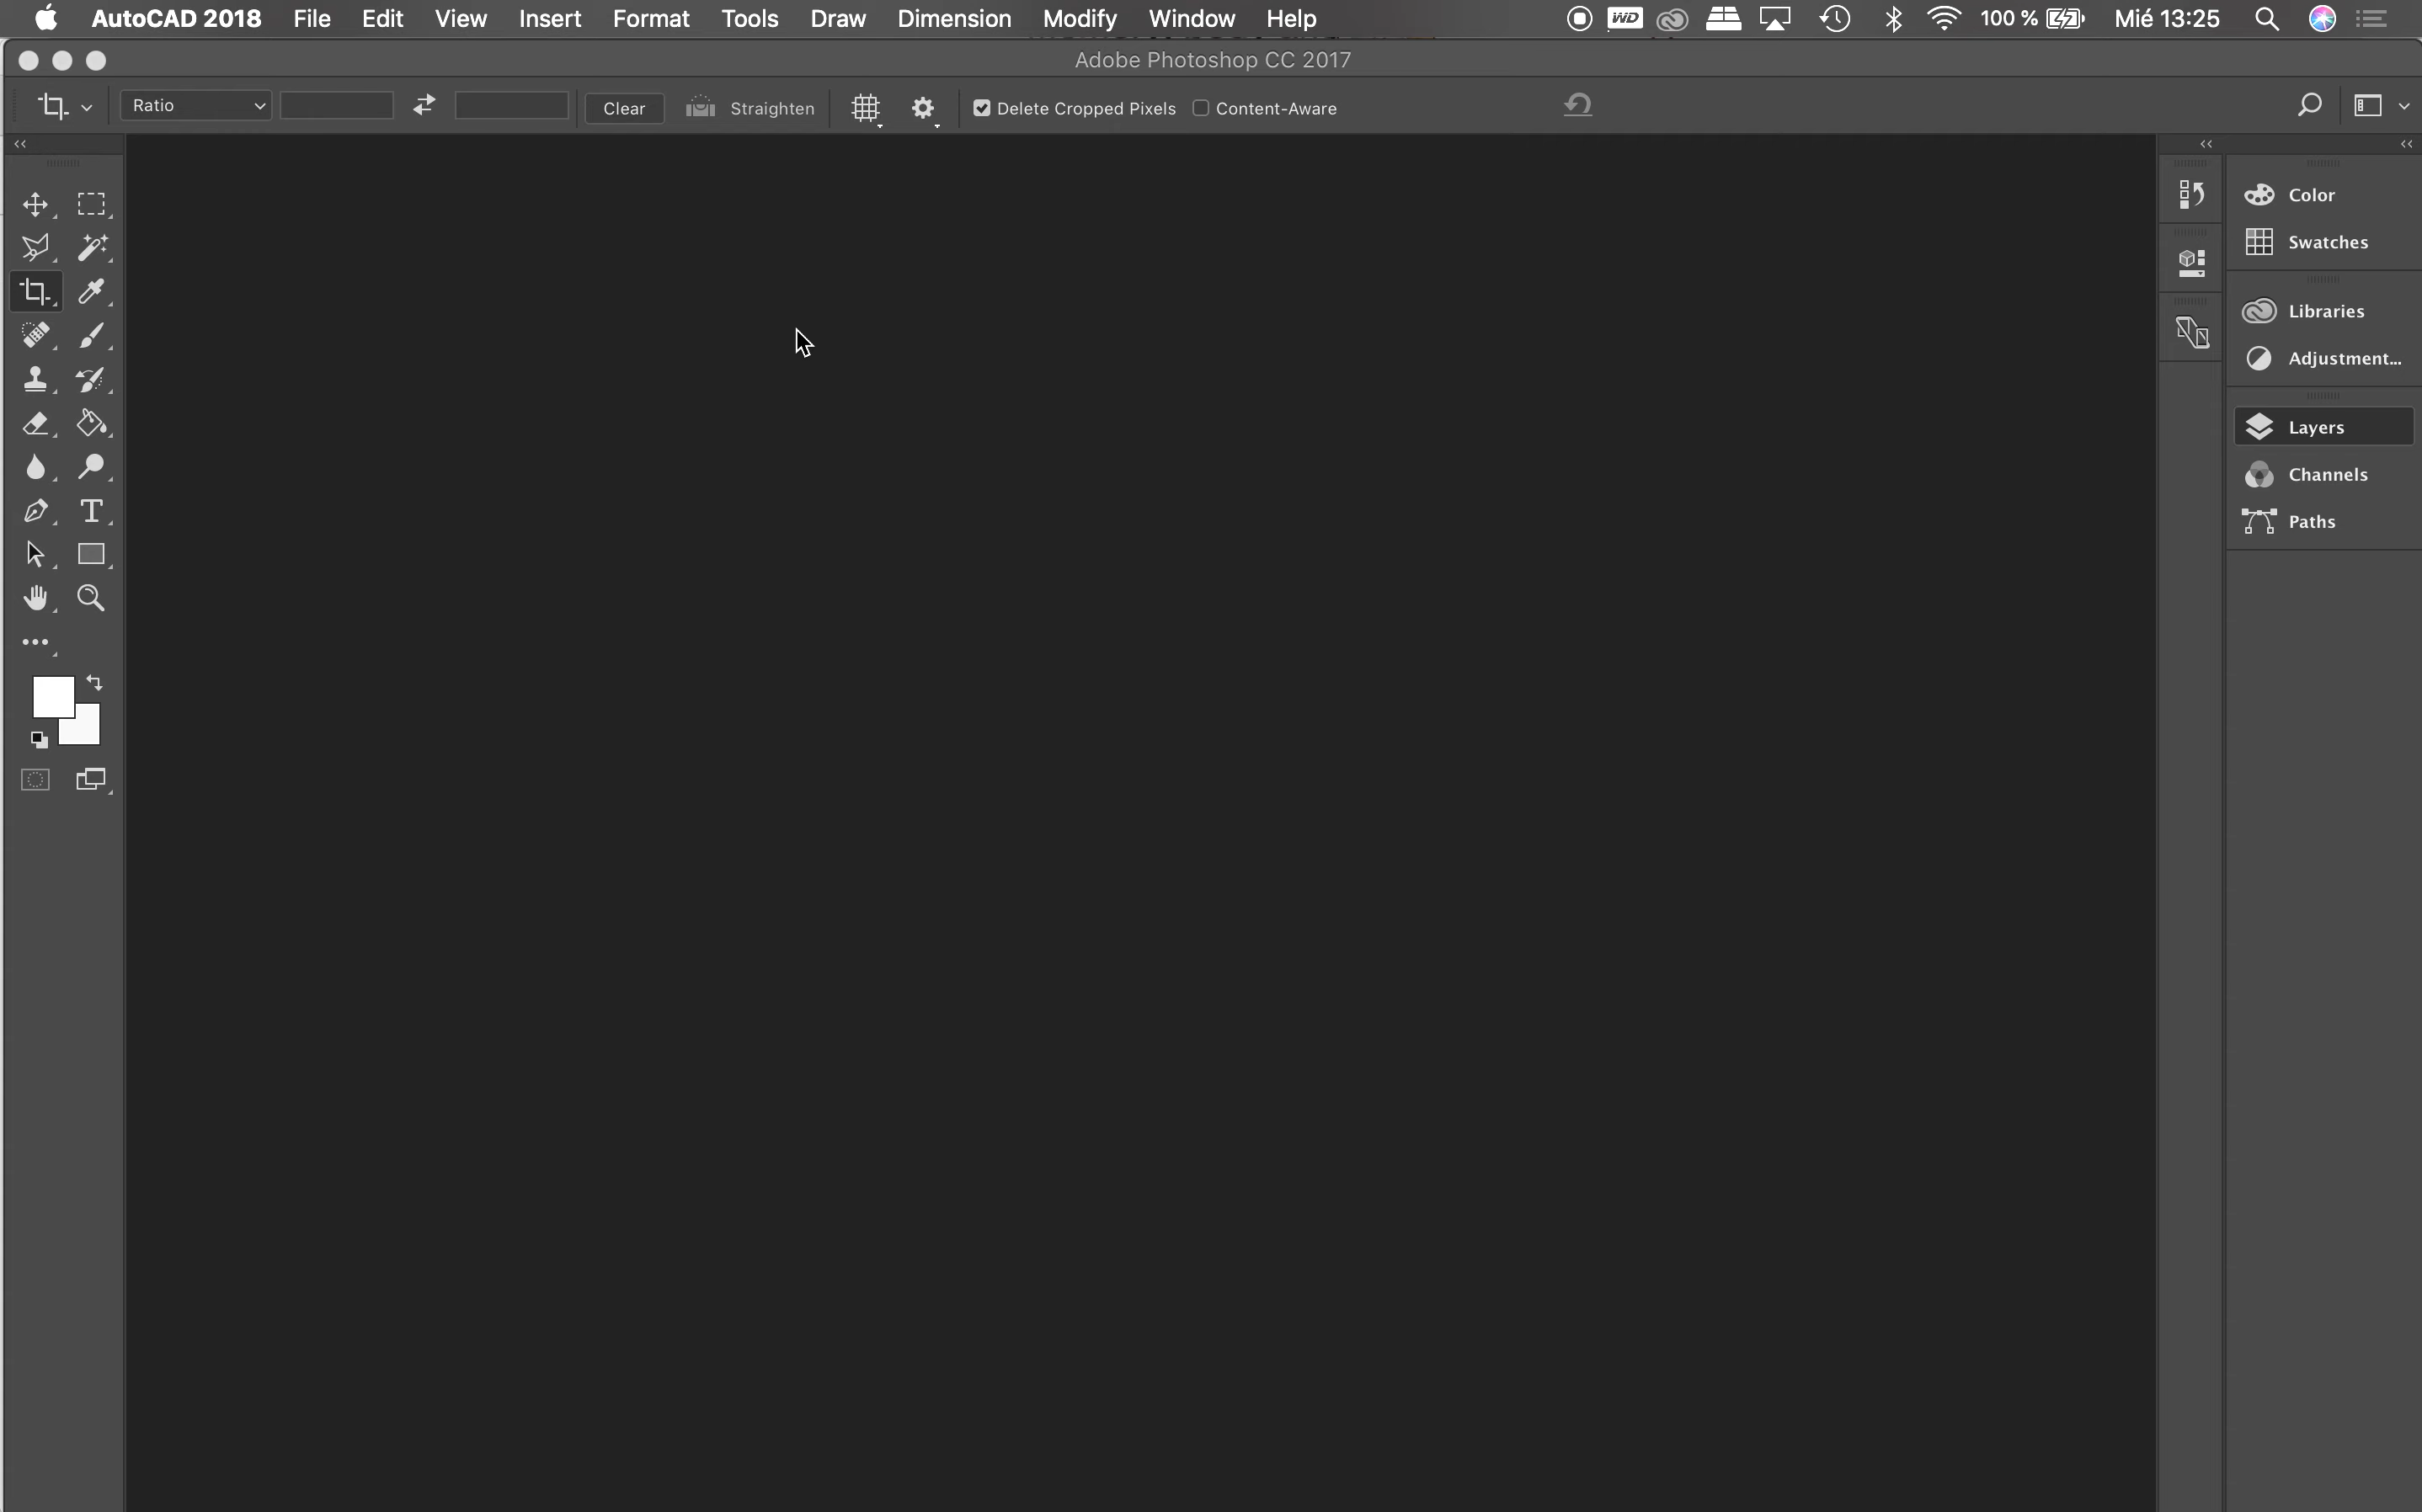 AutoCAD 2018 File Edit View Insert Format Tools Draw Dimension Modify Window Help WD 100 % Mié 13:25
Adobe Photoshop CC 2017
Ratio Clear Straighten Delete Cropped Pixels Content-Aware
Color
Swatches
Libraries
Adjustment...
Layers
Channels
Paths